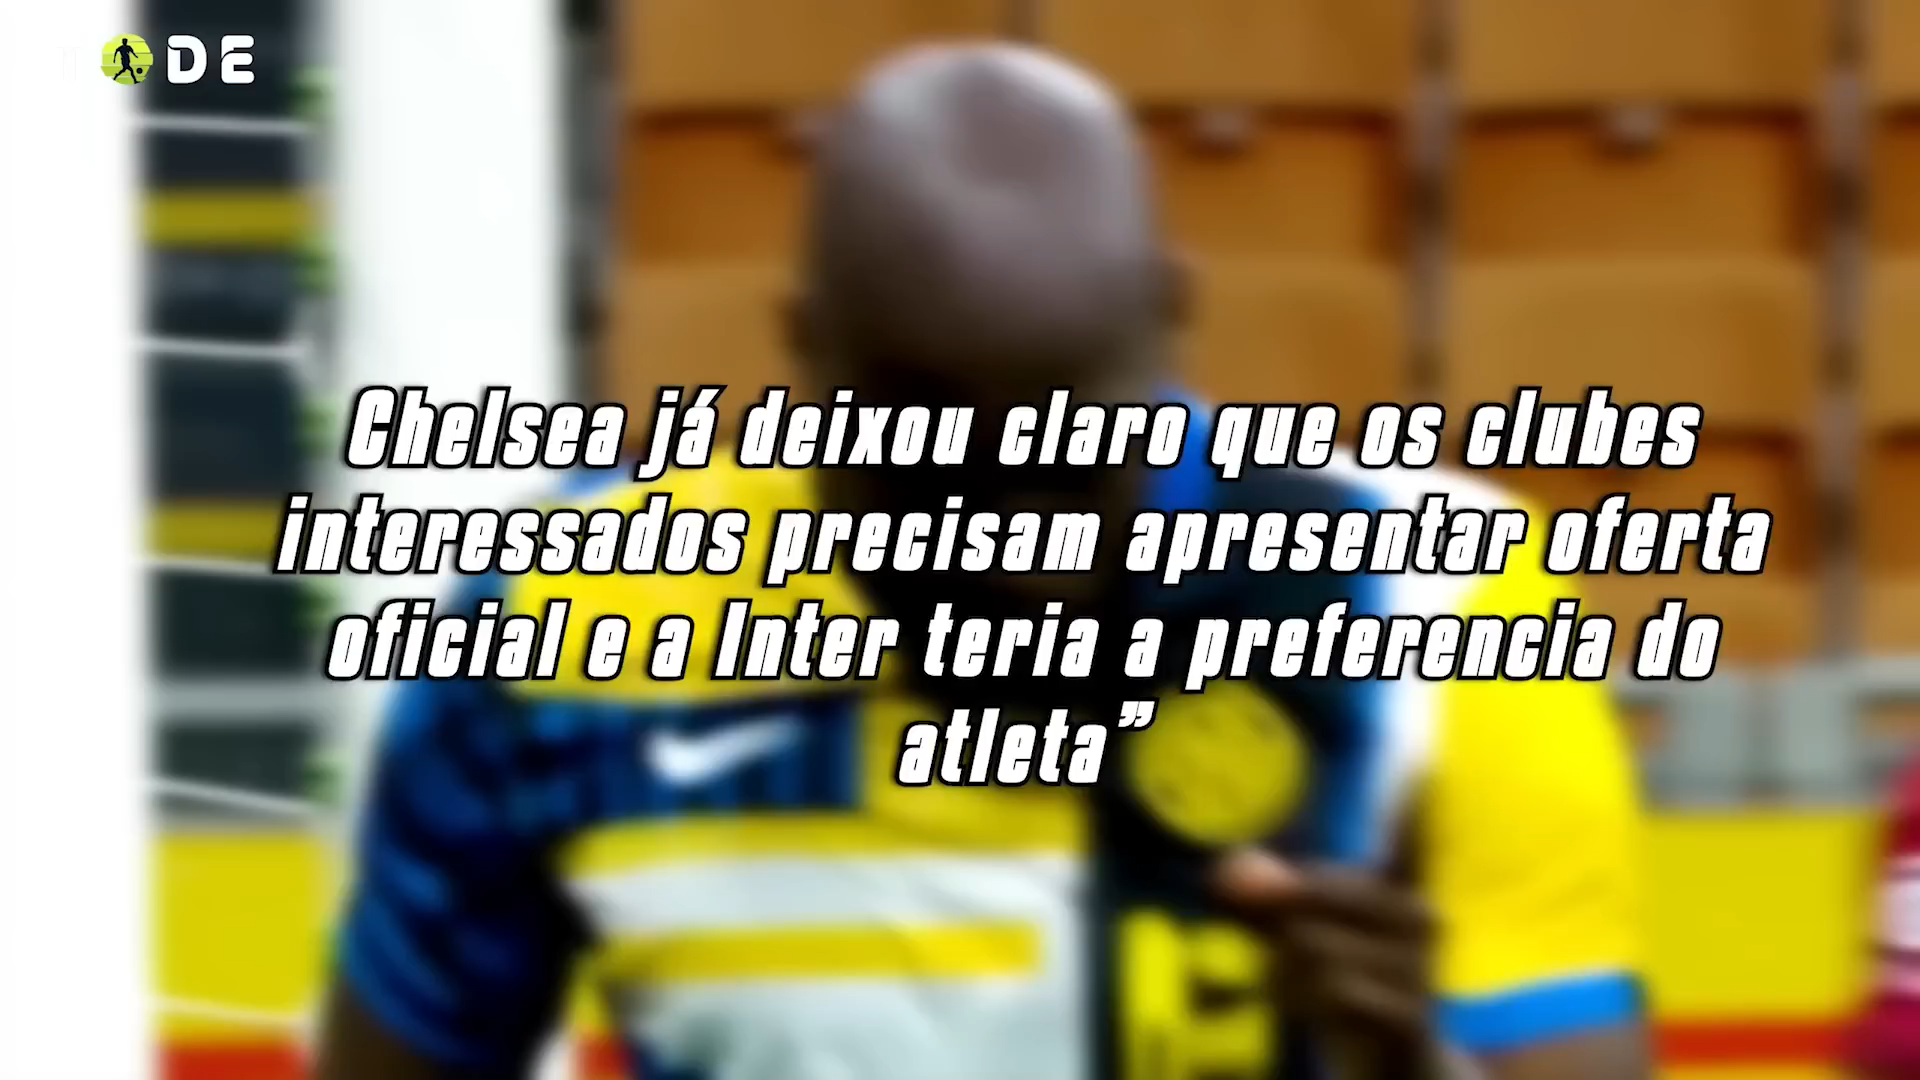 DE
Chelsea já deixou claro que os clubes
interessados precisam apresentar oferta
oficial e a Inter teria a preferencia do
atleta”